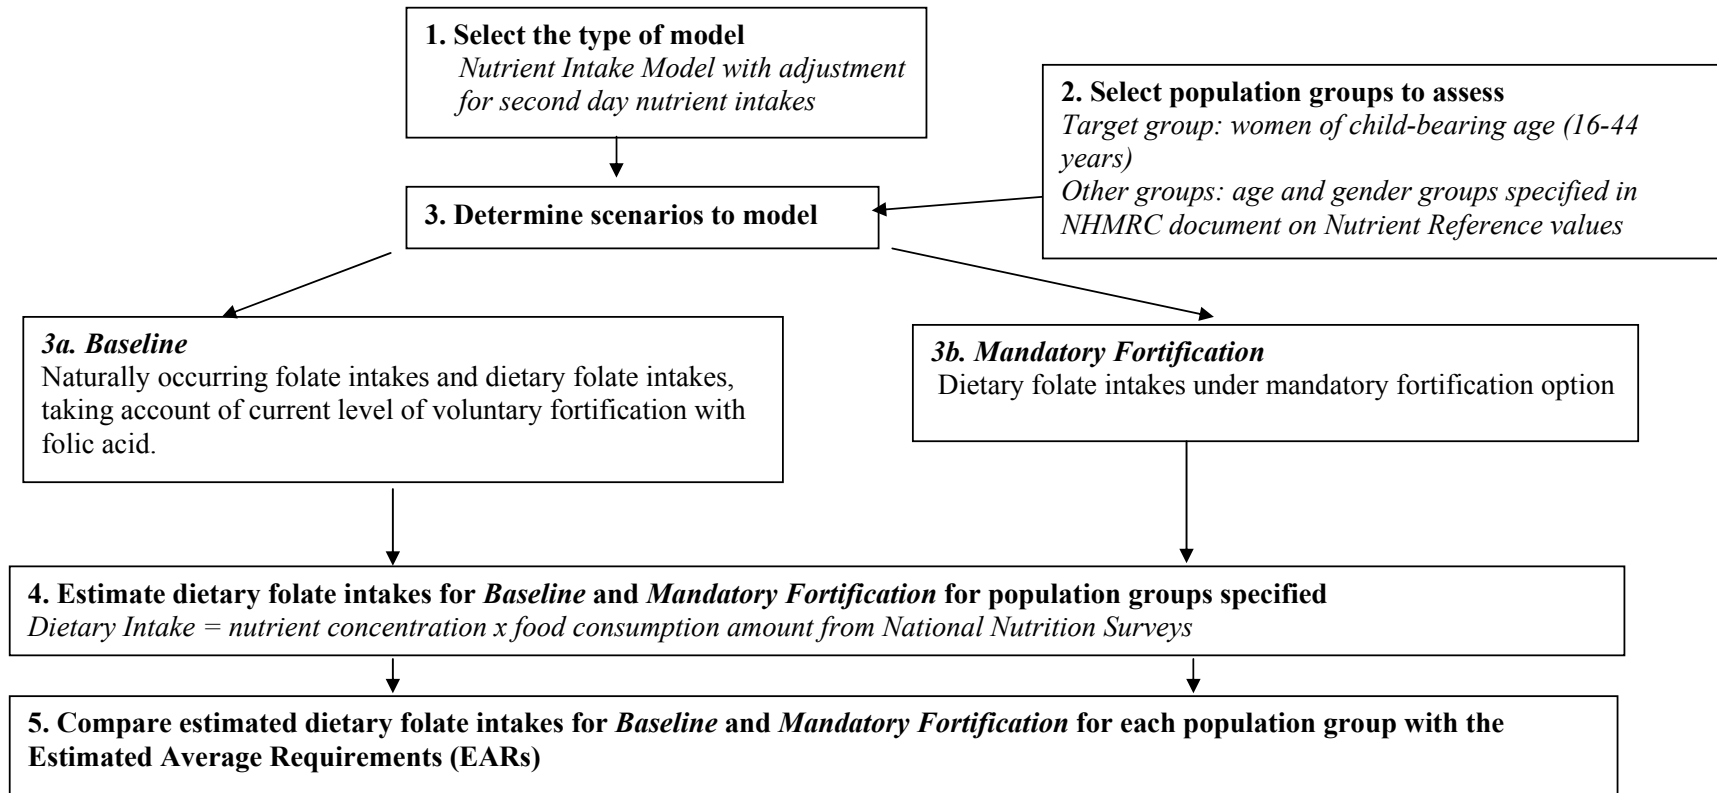 1. Select the type of model
Nutrient Intake Model with adjustment
for second day nutrient intakes
2. Select population groups to assess
Target group: women of child-bearing age (16-44
years)
Other groups: age and gender groups specified in
NHMRC document on Nutrient Reference values
3. Determine scenarios to model
3a. Baseline
Naturally occurring folate intakes and dietary folate intakes,
taking account of current level of voluntary fortification with
folic acid.
3b. Mandatory Fortification
Dietary folate intakes under mandatory fortification option
4. Estimate dietary folate intakes for Baseline and Mandatory Fortification for population groups specified
Dietary Intake = nutrient concentration x food consumption amount from National Nutrition Surveys
5. Compare estimated dietary folate intakes for Baseline and Mandatory Fortification for each population group with the
Estimated Average Requirements (EARs)